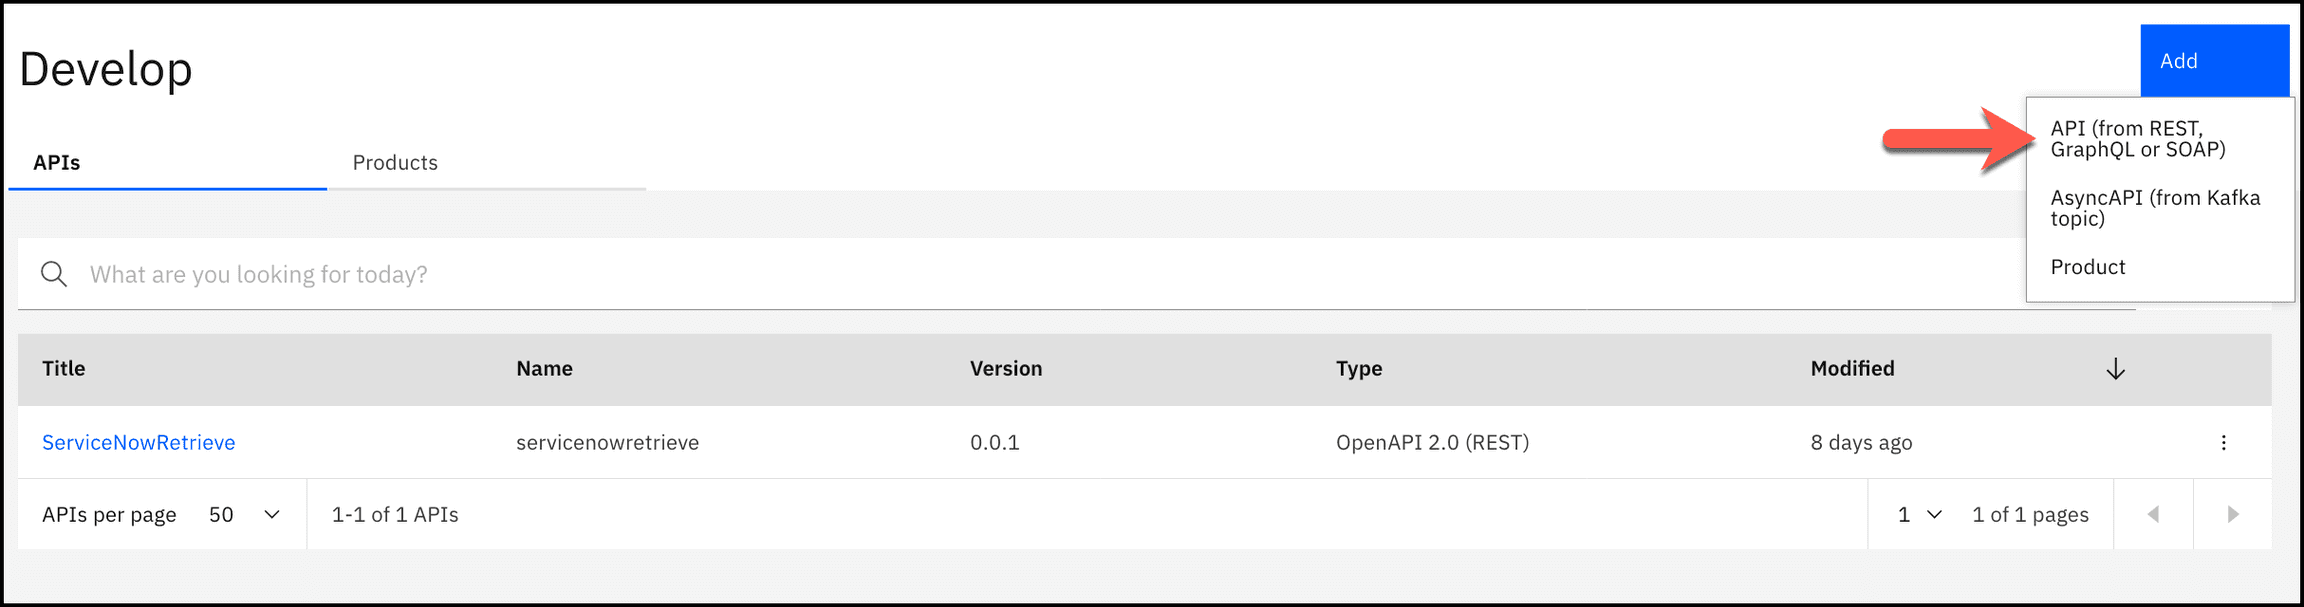 Develop
Add
API (from REST,
GraphQL or SOAP)
AsyncAPI (from Kafka
topic)
Product
APIs
Products
What are you looking for today?
Title Name Version Type Modified
ServiceNowRetrieve servicenowretrieve 0.0.1 OpenAPI 2.0 (REST) 8 days ago
APIs per page 50 1-1 of 1 APIs 1 1 of 1 pages